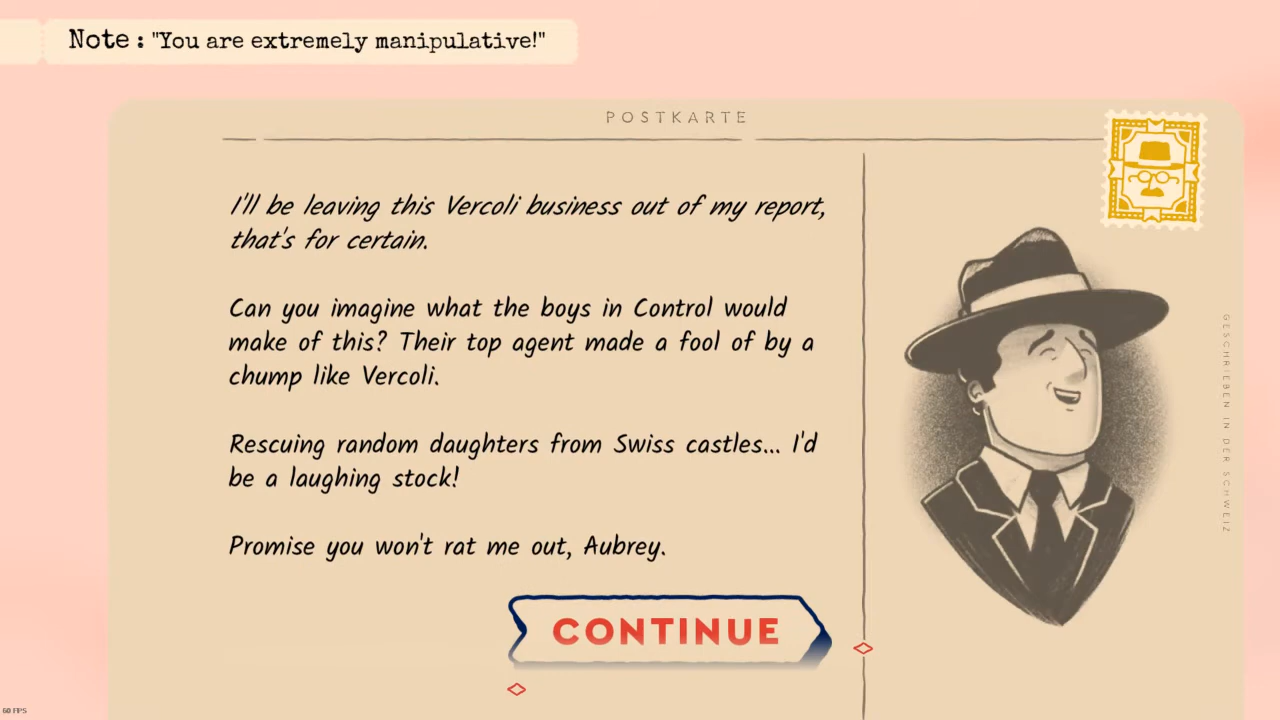 Note : "You are extremely manipulative!"
POSTKARTE
I'll be leaving this Vercoli business out of my report,
that's for certain.
Can you imagine what the boys in Control would
make of this? Their top agent made a fool of by a
chump like Vercoli.
Rescuing random daughters from Swiss castles... I'd
be a laughing stock!
Promise you won't rat me out, Aubrey.
CONTINUE
GESCHRIEBEN IN DER SCHWEIZ
60 FPS